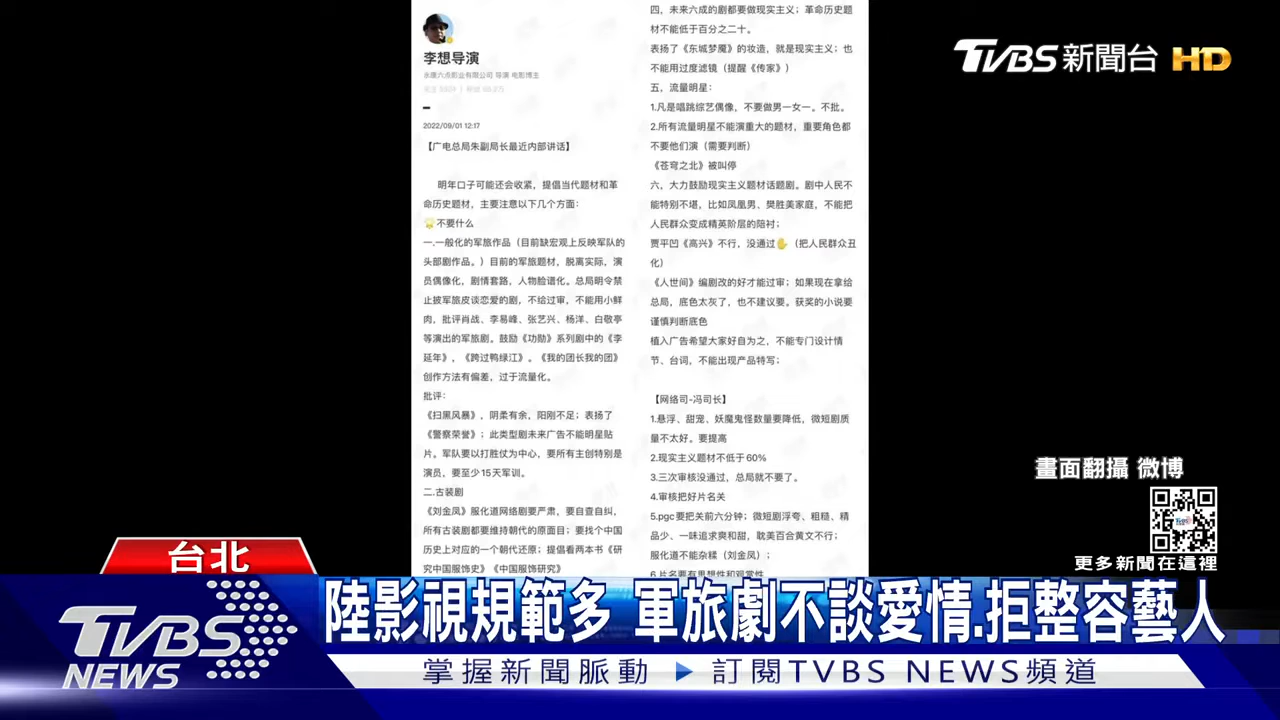 李想导演
永康六点影业有限公司 导演 电影博主
2022/09/01 12:17
【广电总局朱副局长最近内部讲话】
明年口子可能还会收紧，提倡当代题材和革
命历史题材，主要注意以下几个方面：
不要什么
一.一般化的军旅作品（目前缺宏观上反映军队的
头部剧作品。）目前的军旅题材，脱离实际，演
员偶像化，剧情套路，人物脸谱化。总局明令禁
止披军旅皮谈恋爱的剧，不给过审，不能用小鲜
肉，批评肖战、李易峰、张艺兴、杨洋、白敬亭
等演出的军旅剧。鼓励《功勋》系列剧中的《李
延年》，《跨过鸭绿江》。《我的团长我的团》
创作方法有偏差，过于流量化。
批评：
《扫黑风暴》，阴柔有余，阳刚不足；表扬了
《警察荣誉》；此类型剧未来广告不能明星贴
片。军队要以打胜仗为中心，要所有主创特别是
演员，要至少15天军训。
二.古装剧
《刘金凤》服化道网络剧要严肃，要自查自纠，
所有古装剧都要维持朝代的原面目；要找个中国
历史上对应的一个朝代还原；提倡看两本书《研
究中国服饰史》《中国服饰研究》
四，未来六成的剧都要做现实主义；革命历史题
材不能低于百分之二十。
表扬了《东城梦魇》的妆造，就是现实主义；也
不能用过度滤镜（提醒《传家》）
五，流量明星：
1.凡是唱跳综艺偶像，不要做男一女一。不批。
2.所有流量明星不能演重大的题材，重要角色都
不要他们演（需要判断）
《苍穹之北》被叫停
六，大力鼓励现实主义题材话题剧。剧中人民不
能特别不堪，比如凤凰男、樊胜美家庭，不能把
人民群众变成精英阶层的陪衬；
贾平凹《高兴》不行，没通过✋（把人民群众丑
化）
《人世间》编剧改的好才能过审；如果现在拿给
总局，底色太灰了，也不建议要。获奖的小说要
谨慎判断底色
植入广告希望大家好自为之，不能专门设计情
节、台词，不能出现产品特写；
【网络司-冯司长】
1.悬浮、甜宠、妖魔鬼怪数量要降低，微短剧质
量不太好。要提高
2.现实主义题材不低于60%
3.三次审核没通过，总局就不要了。
4.审核把好片名关
5.pgc要把关前六分钟；微短剧浮夸、粗糙、精
品少、一味追求爽和甜，耽美百合黄文不行；
服化道不能杂糅（刘金凤）；
6.片名要有思想性和观赏性
TVBS新聞台 HD
畫面翻攝 微博
更多新聞在這裡
台北
陸影視規範多 軍旅劇不談愛情.拒整容藝人
TVBS NEWS
掌握新聞脈動 ▶ 訂閱TVBS NEWS頻道